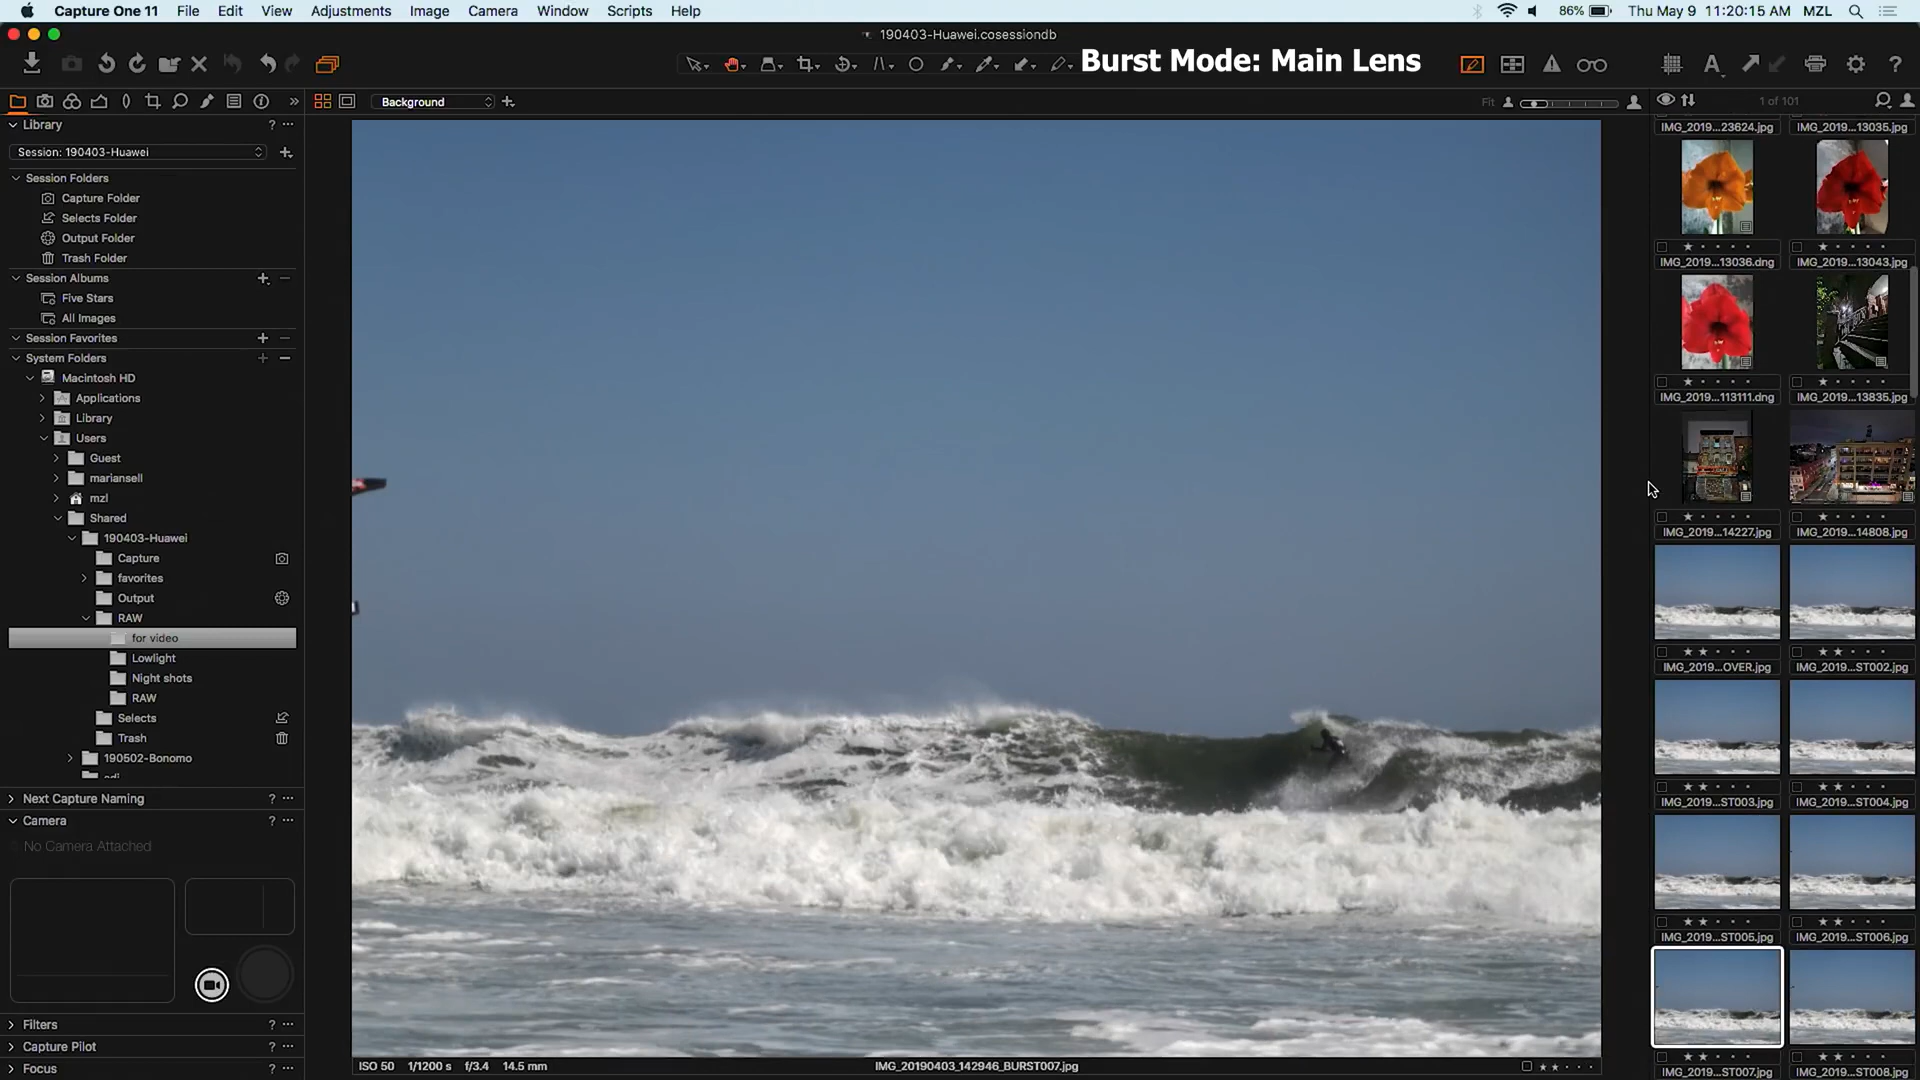 Capture One 11 File Edit View Adjustments Image Camera Window Scripts Help
86% Thu May 9 11:20:15 AM MZL
190403-Huawei.cosessiondb
Burst Mode: Main Lens
Background
Fit
1 of 101
Library
Session: 190403-Huawei
Session Folders
Capture Folder
Selects Folder
Output Folder
Trash Folder
Session Albums
Five Stars
All Images
Session Favorites
System Folders
Macintosh HD
Applications
Library
Users
Guest
mariansell
mzl
Shared
190403-Huawei
Capture
favorites
Output
RAW
for video
Lowlight
Night shots
RAW
Selects
Trash
190502-Bonomo
Next Capture Naming
Camera
No Camera Attached
Filters
Capture Pilot
Focus
ISO 50 1/1200 s f/3.4 14.5 mm
IMG_20190403_142946_BURST007.jpg
IMG_2019...23624.jpg IMG_2019...13035.jpg
IMG_2019...13036.dng IMG_2019...13043.jpg
IMG_2019...113111.dng IMG_2019...13835.jpg
IMG_2019...14227.jpg IMG_2019...14808.jpg
IMG_2019...OVER.jpg IMG_2019...ST002.jpg
IMG_2019...ST003.jpg IMG_2019...ST004.jpg
IMG_2019...ST005.jpg IMG_2019...ST006.jpg
IMG_2019...ST007.jpg IMG_2019...ST008.jpg